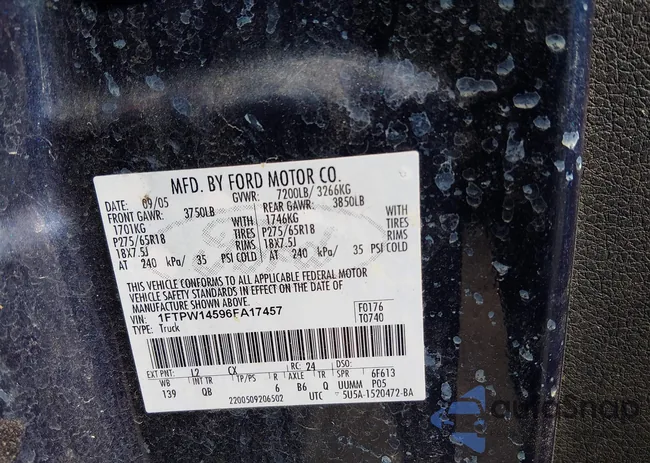 MFD. BY FORD MOTOR CO.
DATE: 09/05 GVWR: 7200LB/ 3266KG
FRONT GAWR: 3750LB REAR GAWR: 3850LB
1701KG WITH 1746KG WITH
P275/65R18 TIRES P275/65R18 TIRES
18X7.5J RIMS 18X7.5J RIMS
AT 240 kPa/ 35 PSI COLD AT 240 kPa/ 35 PSI COLD
Ford
THIS VEHICLE CONFORMS TO ALL APPLICABLE FEDERAL MOTOR
VEHICLE SAFETY STANDARDS IN EFFECT ON THE DATE OF
MANUFACTURE SHOWN ABOVE.
VIN: 1FTPW14596FA17457 F0176
TYPE: Truck T0740
EXT PNT: L2 CX RC: 24 DSO:
WB INT TR TP/PS R AXLE TR SPR 6F613
139 QB 6 B6 Q UUMM P05
2200509206502 UTC 5U5A-1520472-BA
autoSnap